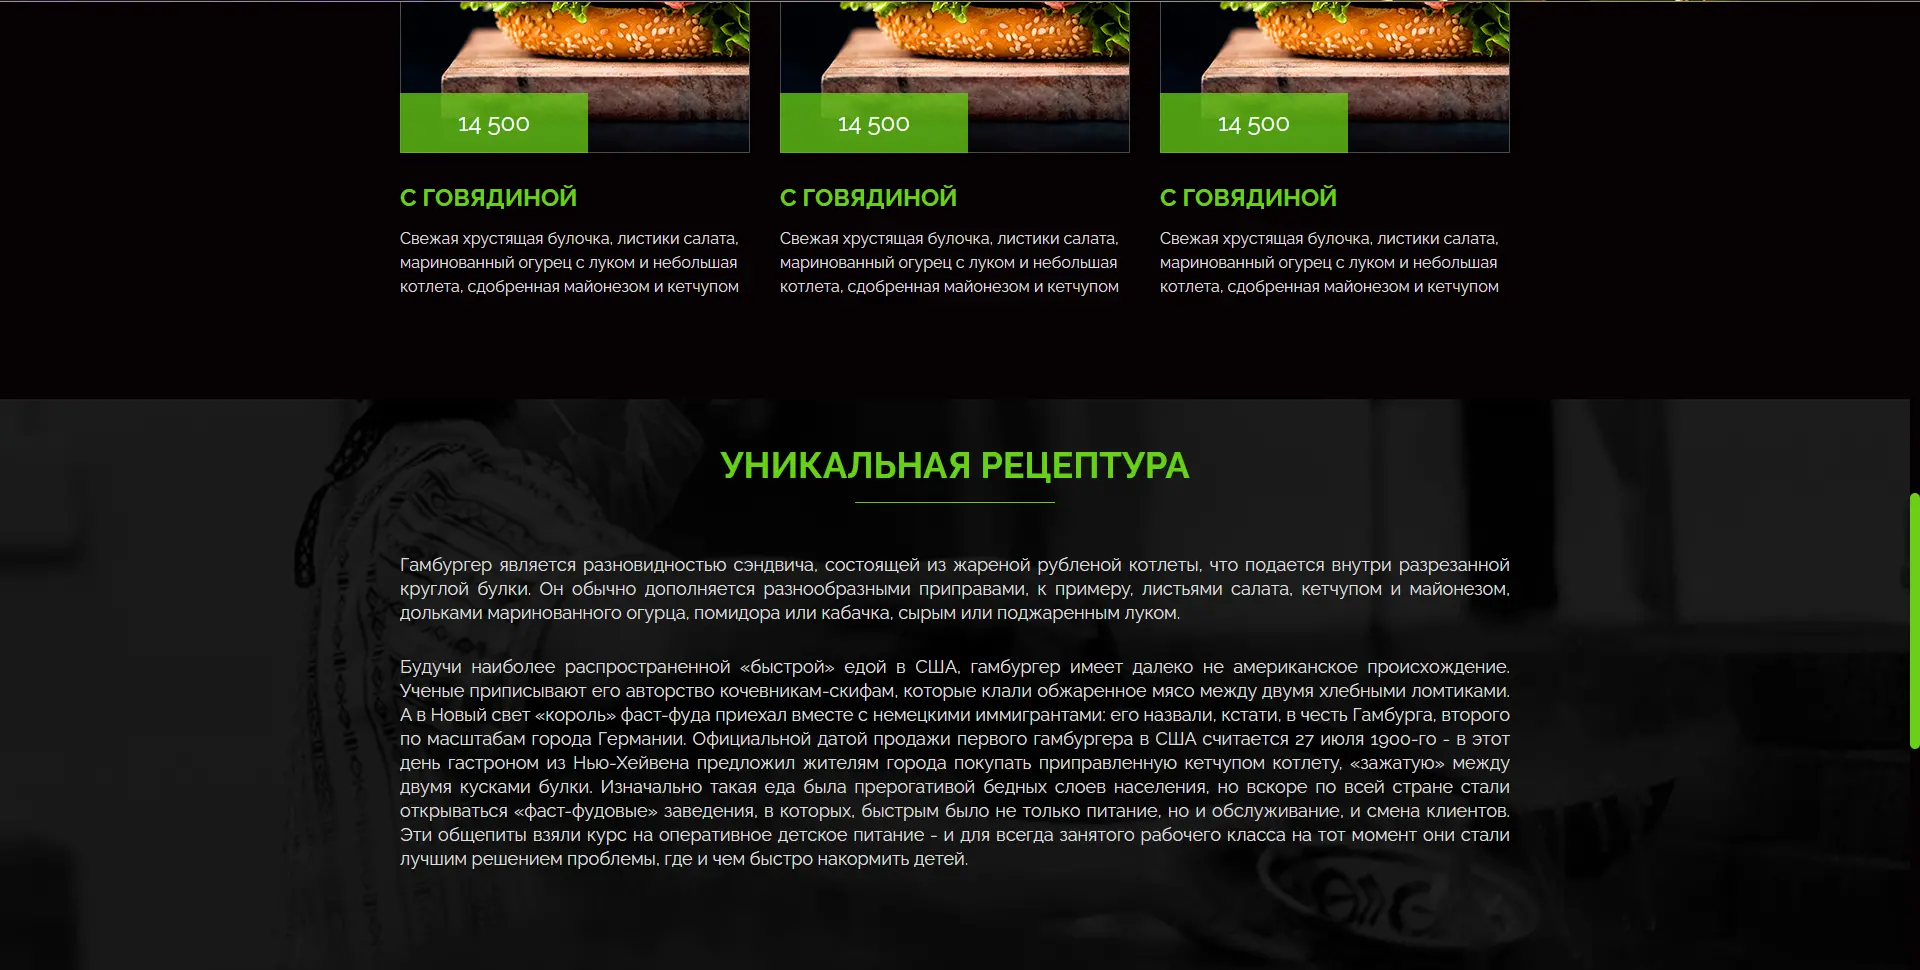 14 500
14 500
14 500
С ГОВЯДИНОЙ
С ГОВЯДИНОЙ
С ГОВЯДИНОЙ
Свежая хрустящая булочка, листики салата,
маринованный огурец с луком и небольшая
котлета, сдобренная майонезом и кетчупом
Свежая хрустящая булочка, листики салата,
маринованный огурец с луком и небольшая
котлета, сдобренная майонезом и кетчупом
Свежая хрустящая булочка, листики салата,
маринованный огурец с луком и небольшая
котлета, сдобренная майонезом и кетчупом
УНИКАЛЬНАЯ РЕЦЕПТУРА
Гамбургер является разновидностью сэндвича, состоящей из жареной рубленой котлеты, что подается внутри разрезанной
круглой булки. Он обычно дополняется разнообразными приправами, к примеру, листьями салата, кетчупом и майонезом,
дольками маринованного огурца, помидора или кабачка, сырым или поджаренным луком.
Будучи наиболее распространенной «быстрой» едой в США, гамбургер имеет далеко не американское происхождение.
Ученые приписывают его авторство кочевникам-скифам, которые клали обжаренное мясо между двумя хлебными ломтиками.
А в Новый свет «король» фаст-фуда приехал вместе с немецкими иммигрантами: его назвали, кстати, в честь Гамбурга, второго
по масштабам города Германии. Официальной датой продажи первого гамбургера в США считается 27 июля 1900-го - в этот
день гастроном из Нью-Хейвена предложил жителям города покупать приправленную кетчупом котлету, «зажатую» между
двумя кусками булки. Изначально такая еда была прерогативой бедных слоев населения, но вскоре по всей стране стали
открываться «фаст-фудовые» заведения, в которых, быстрым было не только питание, но и обслуживание, и смена клиентов.
Эти общепиты взяли курс на оперативное детское питание - и для всегда занятого рабочего класса на тот момент они стали
лучшим решением проблемы, где и чем быстро накормить детей.